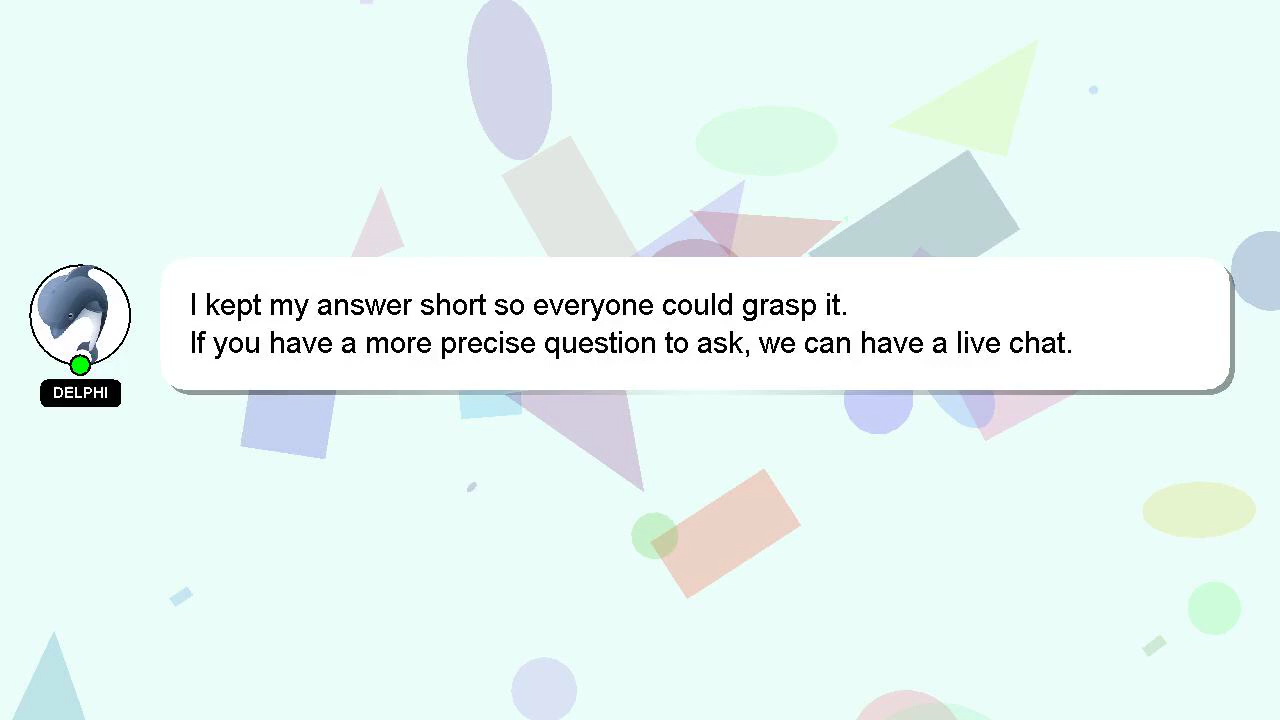 I kept my answer short so everyone could grasp it.
If you have a more precise question to ask, we can have a live chat.
DELPHI